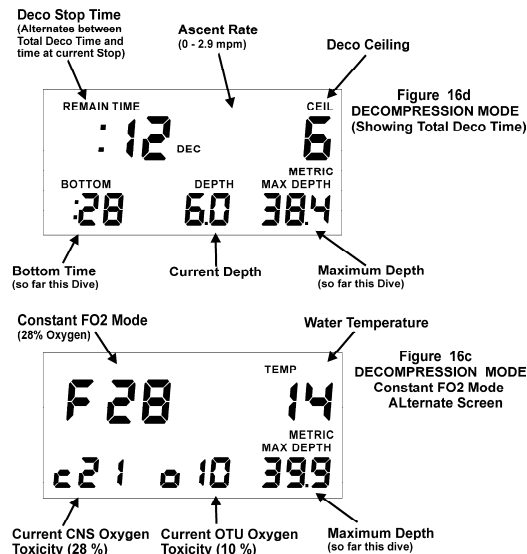 Deco Stop Time
(Alternates between
Total Deco Time and
time at current Stop)
Ascent Rate
(0 - 2.9 mpm)
Deco Ceiling
Figure 16d
DECOMPRESSION MODE
(Showing Total Deco Time)
REMAIN TIME
CEIL
:12 DEC
6
METRIC
BOTTOM DEPTH MAX DEPTH
:28 6.0 38.4
Bottom Time
(so far this Dive)
Current Depth
Maximum Depth
(so far this Dive)
Constant FO2 Mode
(28% Oxygen)
Water Temperature
Figure 16c
DECOMPRESSION MODE
Constant FO2 Mode
ALternate Screen
TEMP
F 28 14
METRIC
MAX DEPTH
c21 o 10 39.9
Current CNS Oxygen
Toxicity (28 %)
Current OTU Oxygen
Toxicity (10 %)
Maximum Depth
(so far this dive)